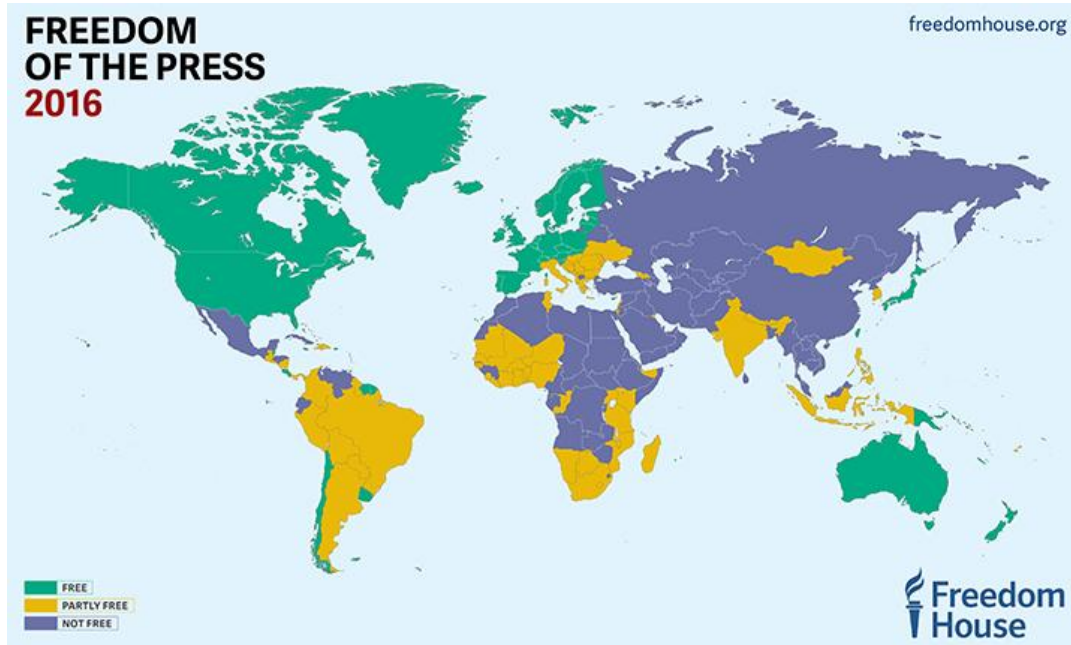 FREEDOM
OF THE PRESS
2016
freedomhouse.org
FREE
PARTLY FREE
NOT FREE
Freedom
House